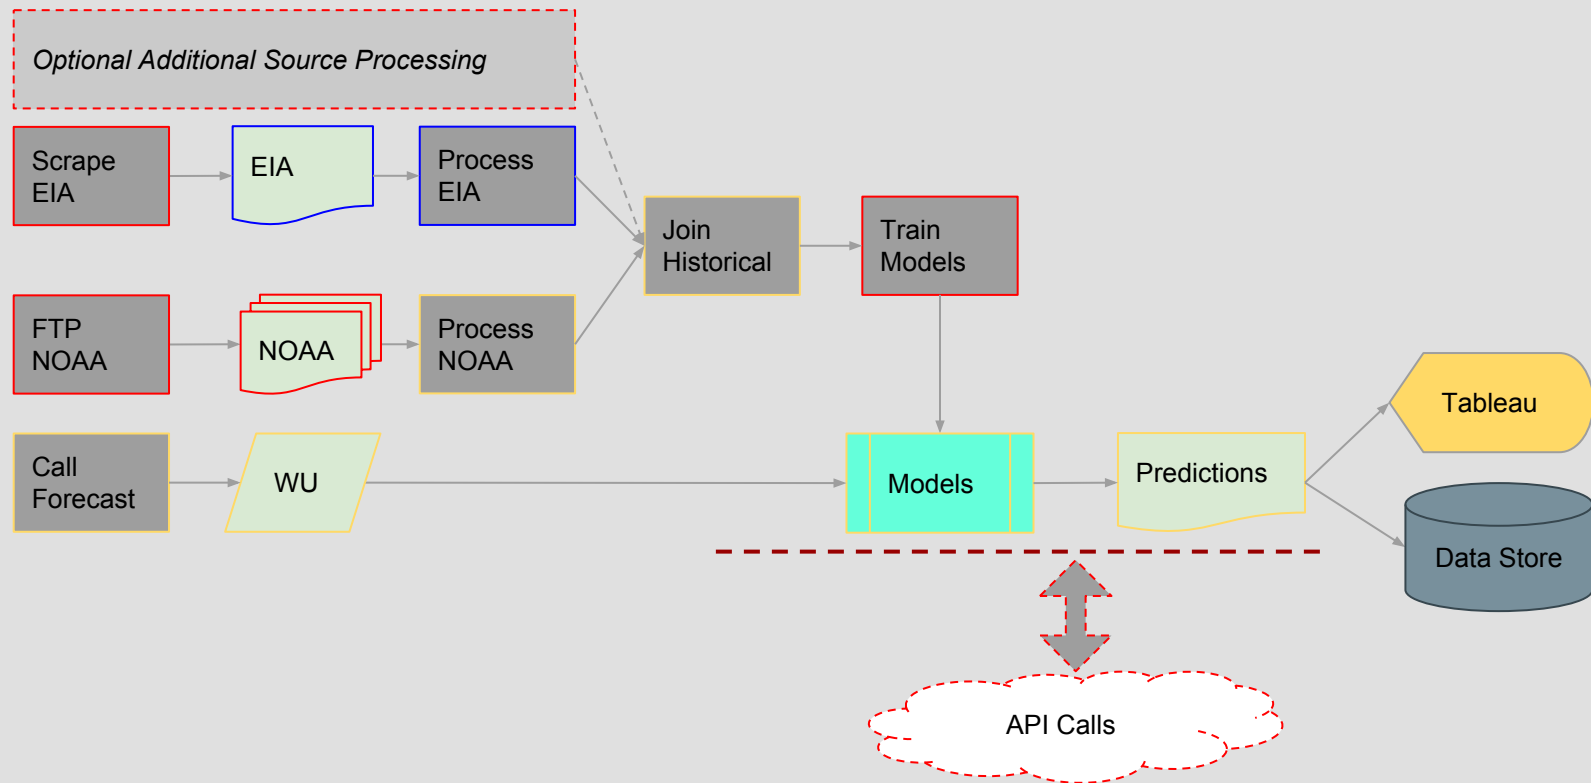 Optional Additional Source Processing
Scrape
EIA
EIA
Process
EIA
Join
Historical
Train
Models
FTP
NOAA
NOAA
Process
NOAA
Call
Forecast
WU
Models
Predictions
Tableau
Data Store
API Calls